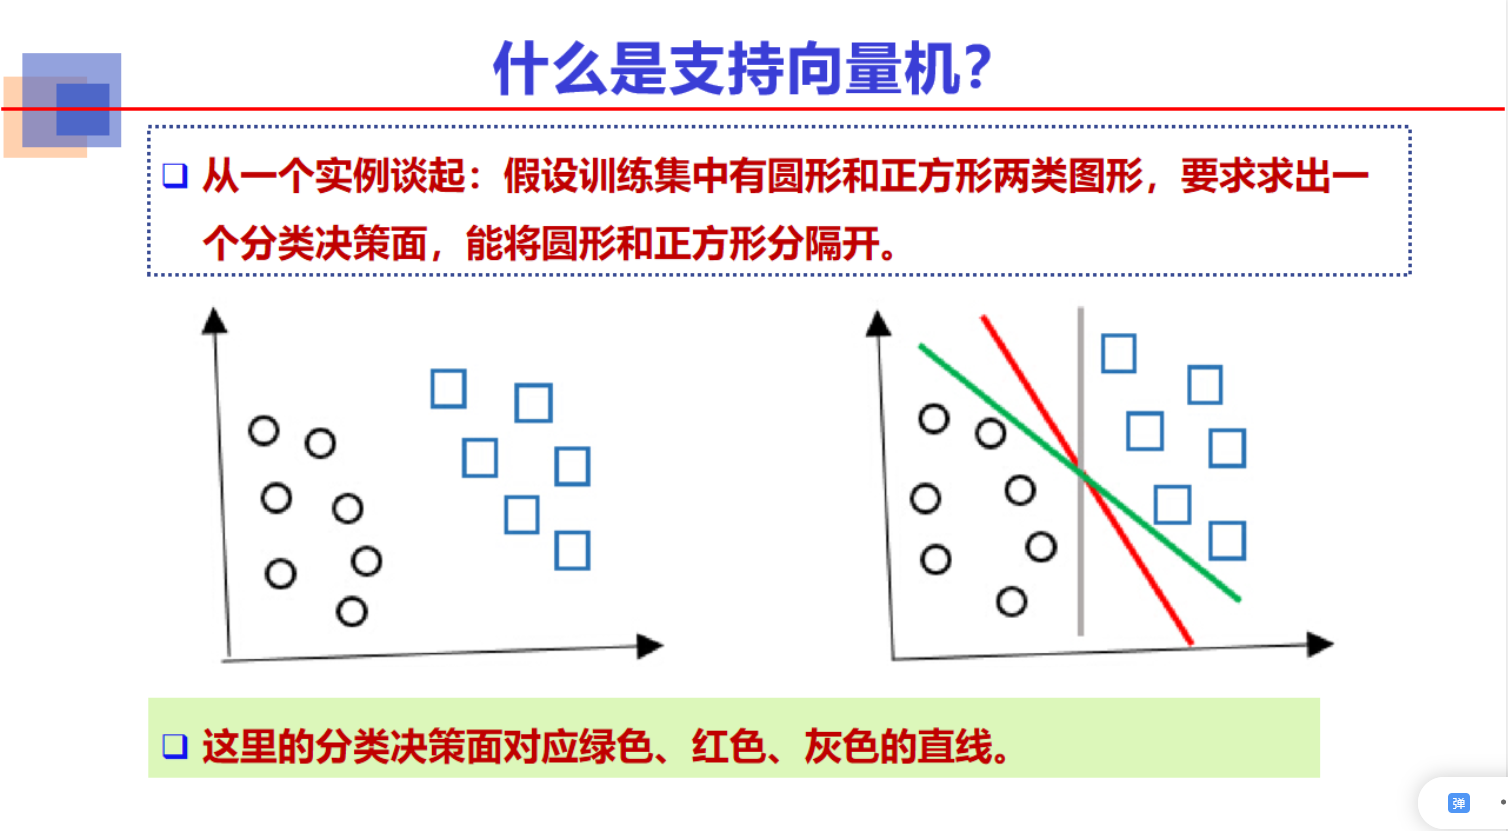 什么是支持向量机?
从一个实例谈起：假设训练集中有圆形和正方形两类图形，要求求出一
个分类决策面，能将圆形和正方形分隔开。
这里的分类决策面对应绿色、红色、灰色的直线。
弹